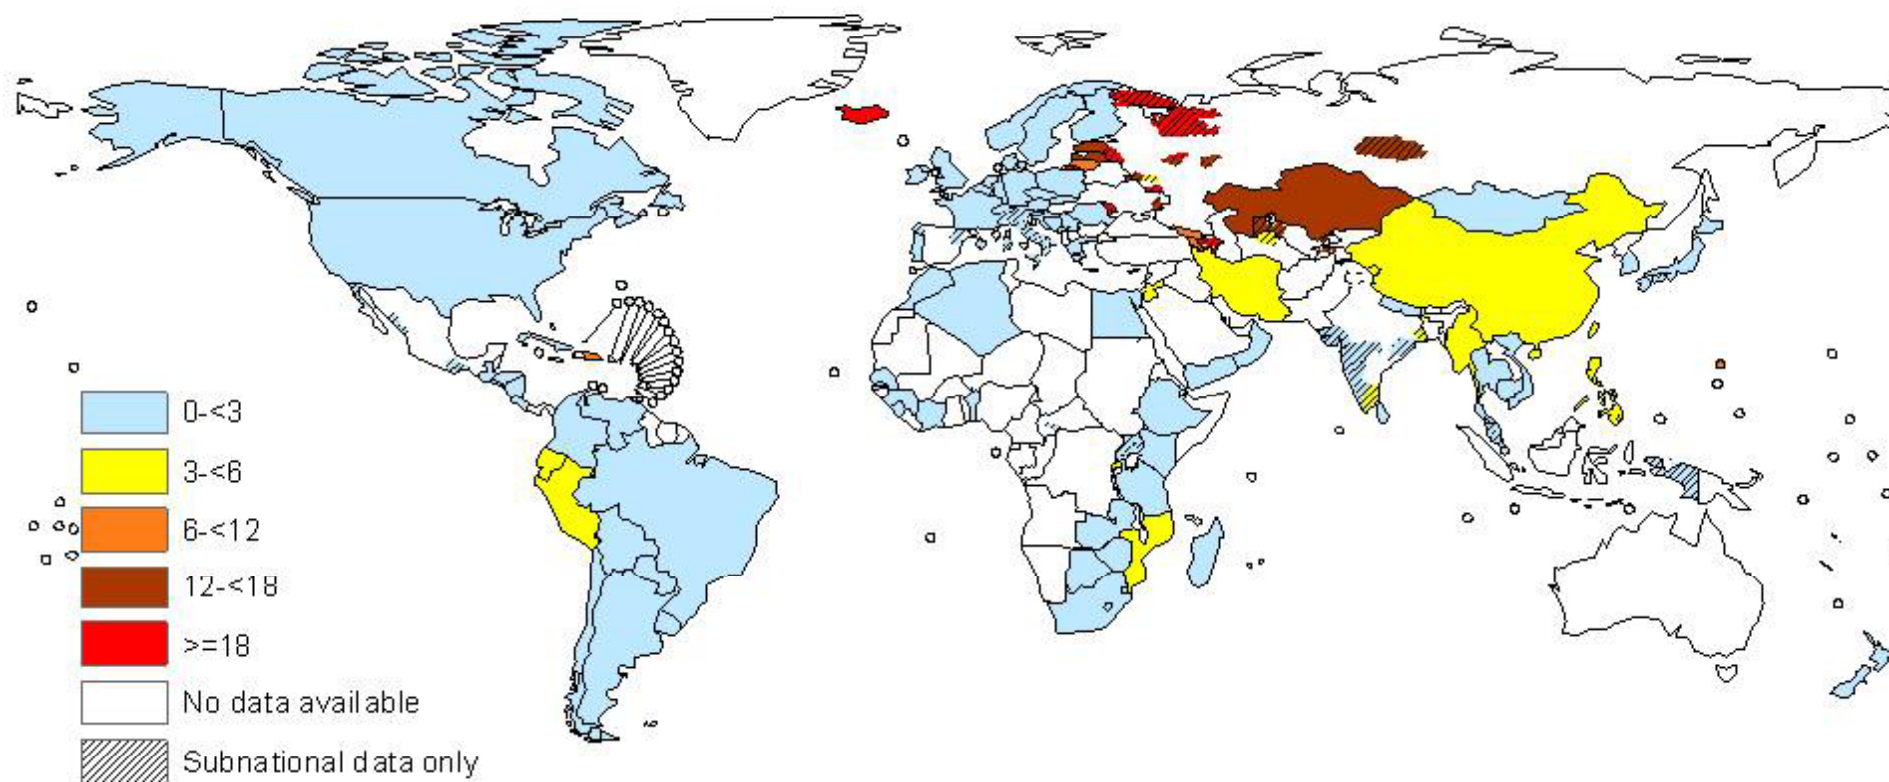 0-<3
3-<6
6-<12
12-<18
>=18
No data available
Subnational data only